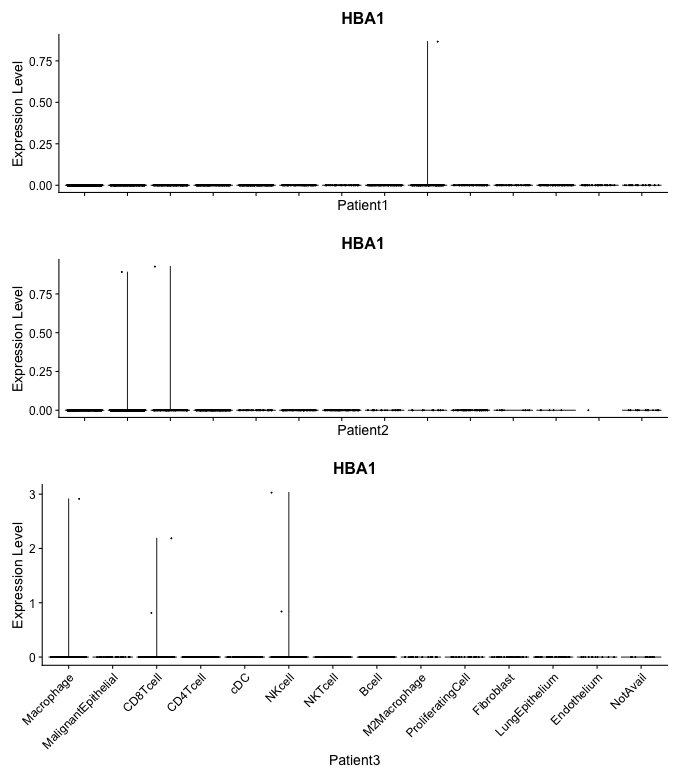 HBA1
Expression Level
0.75
0.50
0.25
0.00
Patient1
HBA1
Expression Level
0.75
0.50
0.25
0.00
Patient2
HBA1
Expression Level
3
2
1
0
Macrophage
MalignantEpithelial
CD8Tcell
CD4Tcell
cDC
NKcell
NKTcell
Bcell
M2Macrophage
ProliferatingCell
Fibroblast
LungEpithelium
Endothelium
NotAvail
Patient3